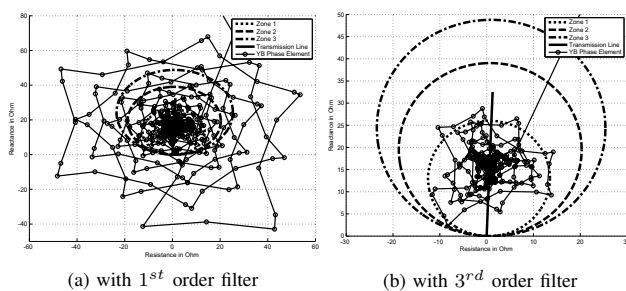 80
60
40
20
0
-20
-40
-60
-40
-20
0
20
40
60
Reactance in Ohm
Resistance in Ohm
Zone 1
Zone 2
Zone 3
Transmission Line
YB Phase Element
(a) with 1st order filter
50
45
40
35
30
25
20
15
10
5
0
-30
-20
-10
0
10
20
30
Reactance in Ohm
Resistance in Ohm
Zone 1
Zone 2
Zone 3
Transmission Line
YB Phase Element
(b) with 3rd order filter